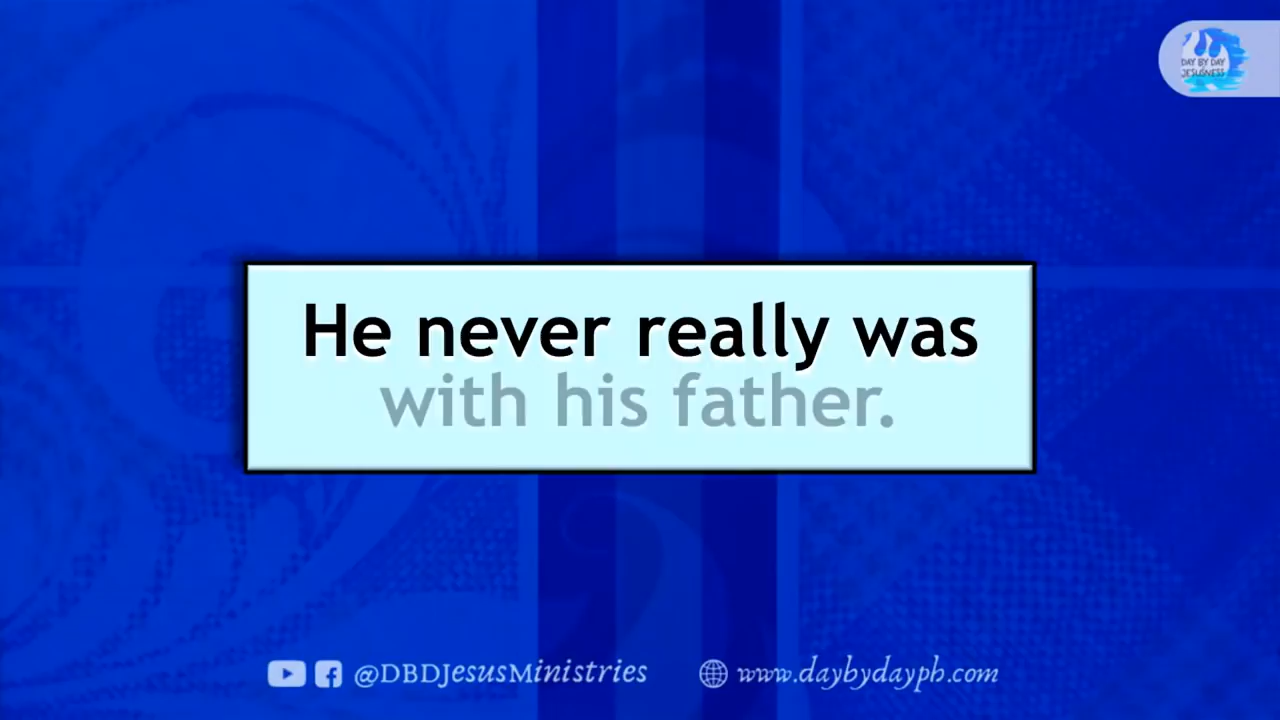 DAY BY DAY
JESUSNESS
He never really was
with his father.
@DBDJesusMinistries
www.daybydayph.com